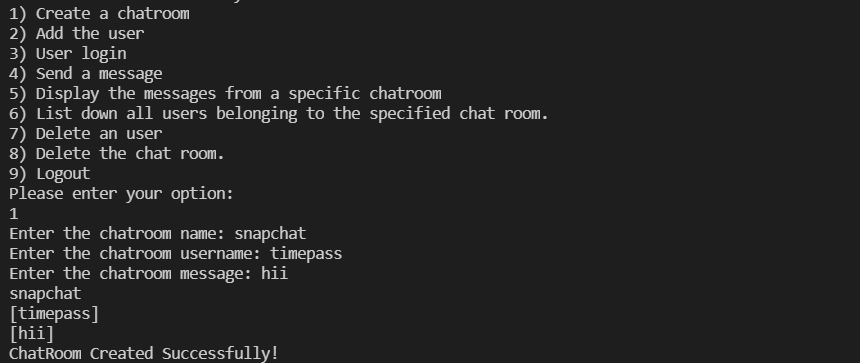 1) Create a chatroom
2) Add the user
3) User login
4) Send a message
5) Display the messages from a specific chatroom
6) List down all users belonging to the specified chat room.
7) Delete an user
8) Delete the chat room.
9) Logout
Please enter your option:
1
Enter the chatroom name: snapchat
Enter the chatroom username: timepass
Enter the chatroom message: hii
snapchat
[timepass]
[hii]
ChatRoom Created Successfully!